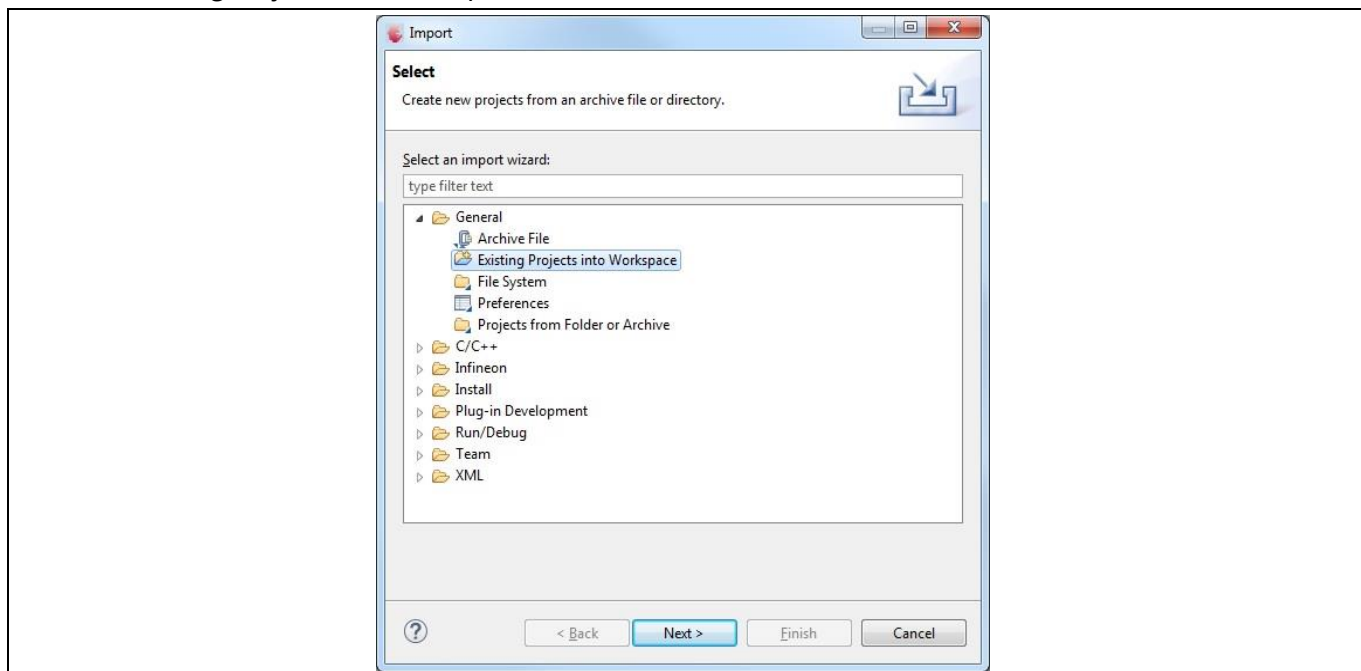 Import
Select
Create new projects from an archive file or directory.
Select an import wizard:
type filter text
General
Archive File
Existing Projects into Workspace
File System
Preferences
Projects from Folder or Archive
C/C++
Infineon
Install
Plug-in Development
Run/Debug
Team
XML
? < Back Next > Finish Cancel